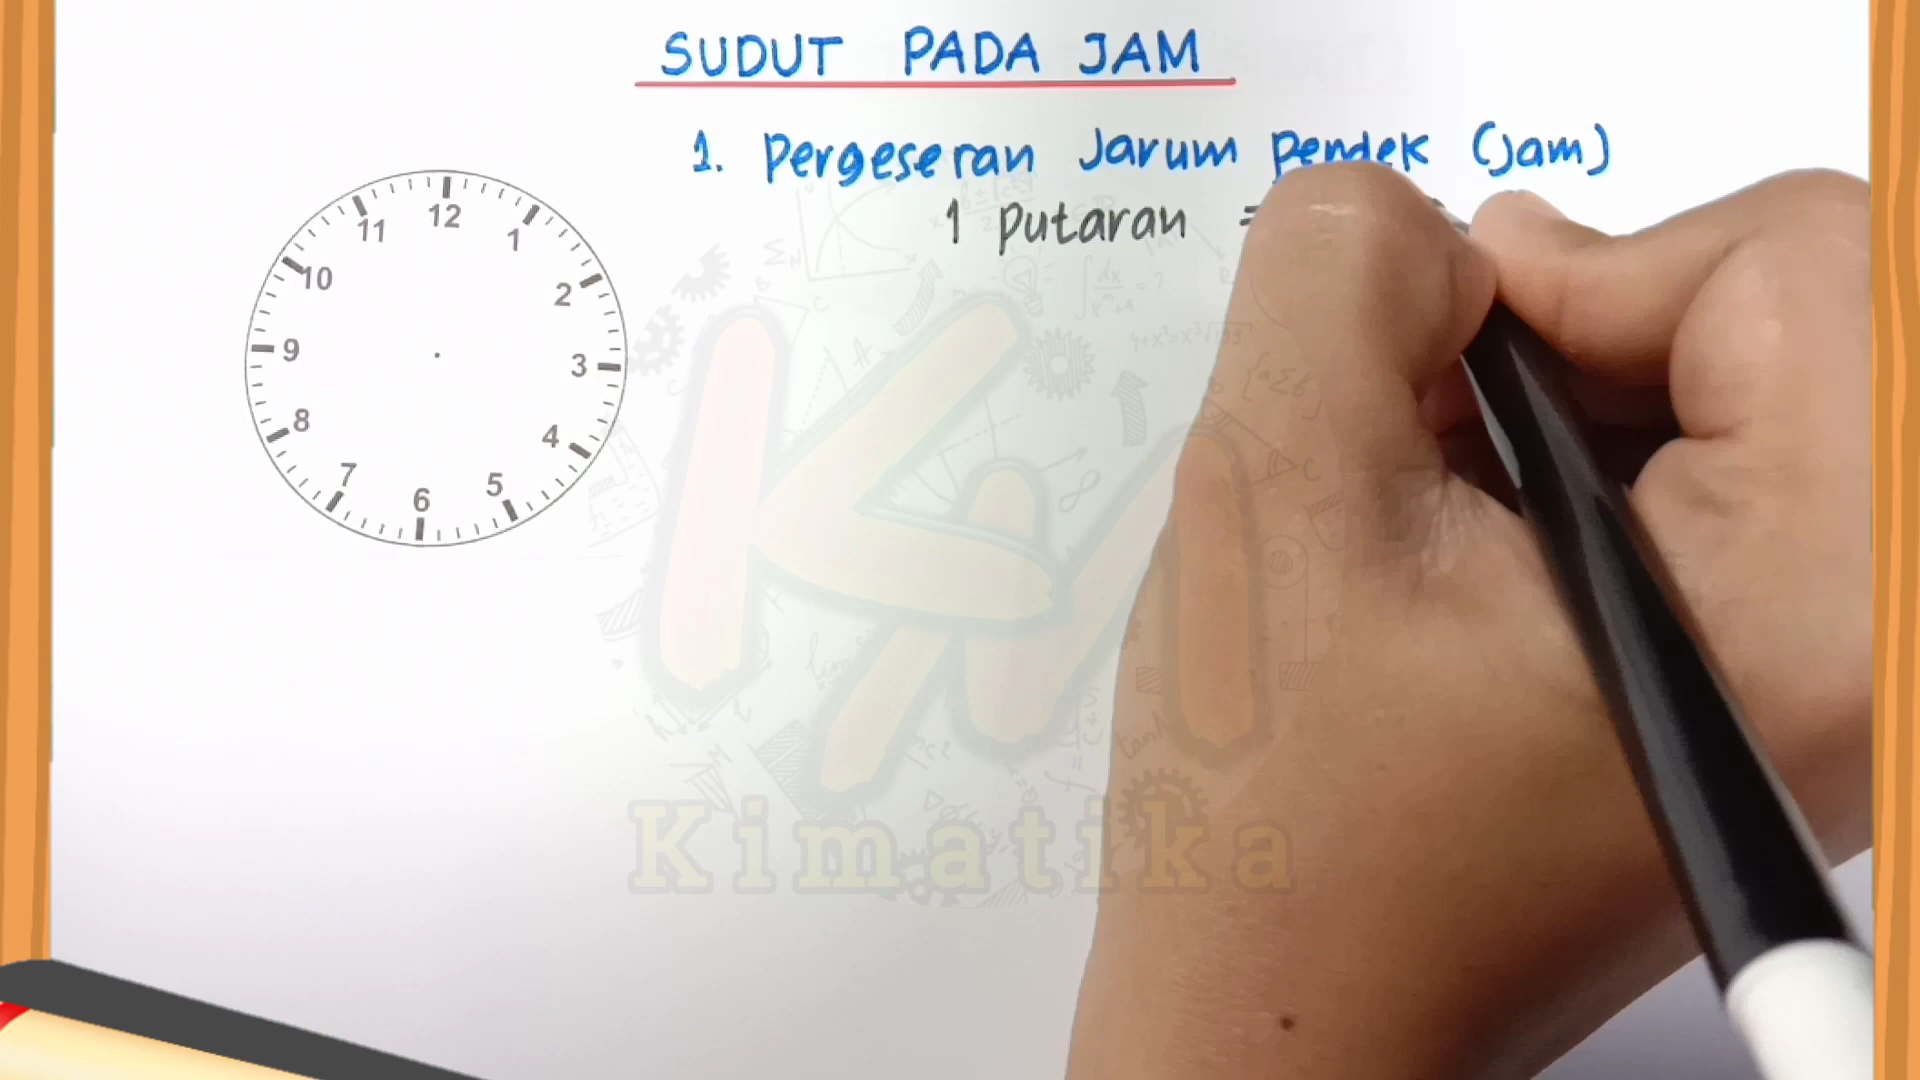 SUDUT PADA JAM
1. Pergeseran Jarum Pendek (Jam)
1 Putaran =
12
11
1
10
2
9
3
8
4
7
5
6
KM
Kimatika